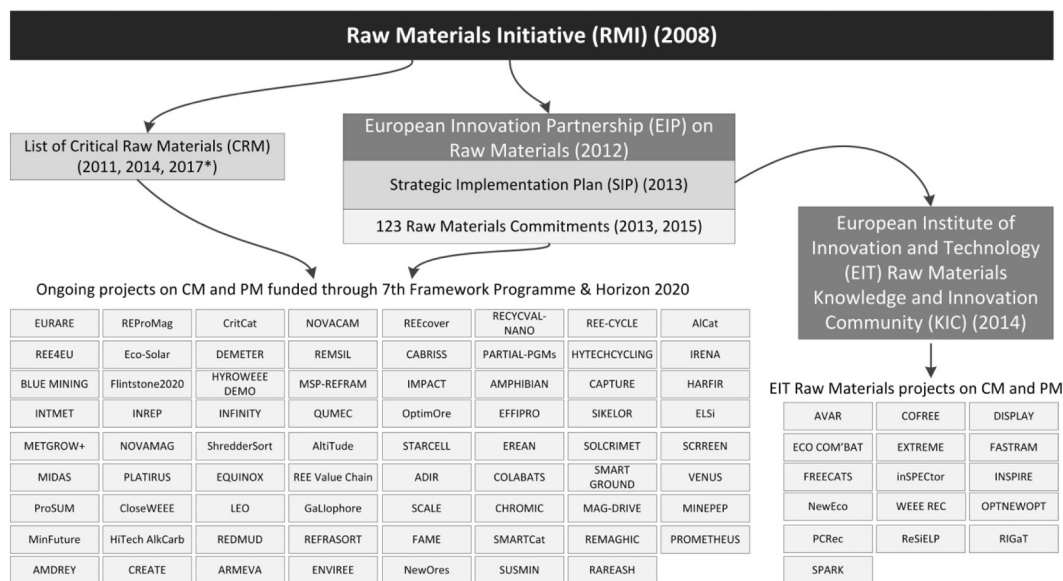 Raw Materials Initiative (RMI) (2008)
List of Critical Raw Materials (CRM)
(2011, 2014, 2017*)
European Innovation Partnership (EIP) on
Raw Materials (2012)
Strategic Implementation Plan (SIP) (2013)
123 Raw Materials Commitments (2013, 2015)
European Institute of
Innovation and Technology
(EIT) Raw Materials
Knowledge and Innovation
Community (KIC) (2014)
Ongoing projects on CM and PM funded through 7th Framework Programme & Horizon 2020
EURARE REProMag CritCat NOVACAM REEcover RECYCVAL-NANO REE-CYCLE AlCat
REE4EU Eco-Solar DEMETER REMSIL CABRISS PARTIAL-PGMs HYTECHCYCLING IRENA
BLUE MINING Flintstone2020 HYROWEEE DEMO MSP-REFRAM IMPACT AMPHIBIAN CAPTURE HARFIR
INTMET INREP INFINITY QUMEC OptimOre EFFIPRO SIKELOR ELSi
METGROW+ NOVAMAG ShredderSort AltiTude STARCELL EREAN SOLCRIMET SCRREEN
MIDAS PLATIRUS EQUINOX REE Value Chain ADIR COLABATS SMART GROUND VENUS
ProSUM CloseWEEE LEO GaLIophore SCALE CHROMIC MAG-DRIVE MINEPEP
MinFuture HiTech AlkCarb REDMUD REFRASORT FAME SMARTCat REMAGHIC PROMETHEUS
AMDREY CREATE ARMEVA ENVIREE NewOres SUSMIN RAREASH
EIT Raw Materials projects on CM and PM
AVAR COFREE DISPLAY
ECO COM'BAT EXTREME FASTRAM
FREECATS inSPECtor INSPIRE
NewEco WEEE REC OPTNEWOPT
PCRec ReSiELP RIGaT
SPARK